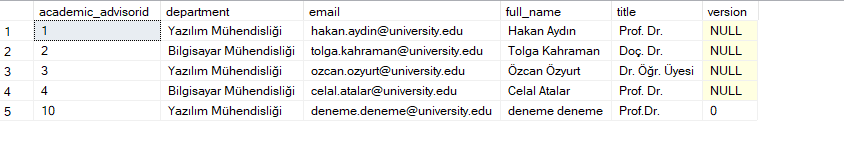 academic_advisorid department email full_name title version
1 1 Yazılım Mühendisliği hakan.aydin@university.edu Hakan Aydın Prof. Dr. NULL
2 2 Bilgisayar Mühendisliği tolga.kahraman@university.edu Tolga Kahraman Doç. Dr. NULL
3 3 Yazılım Mühendisliği ozcan.ozyurt@university.edu Özcan Özyurt Dr. Öğr. Üyesi NULL
4 4 Bilgisayar Mühendisliği celal.atalar@university.edu Celal Atalar Prof. Dr. NULL
5 10 Yazılım Mühendisliği deneme.deneme@university.edu deneme deneme Prof.Dr. 0